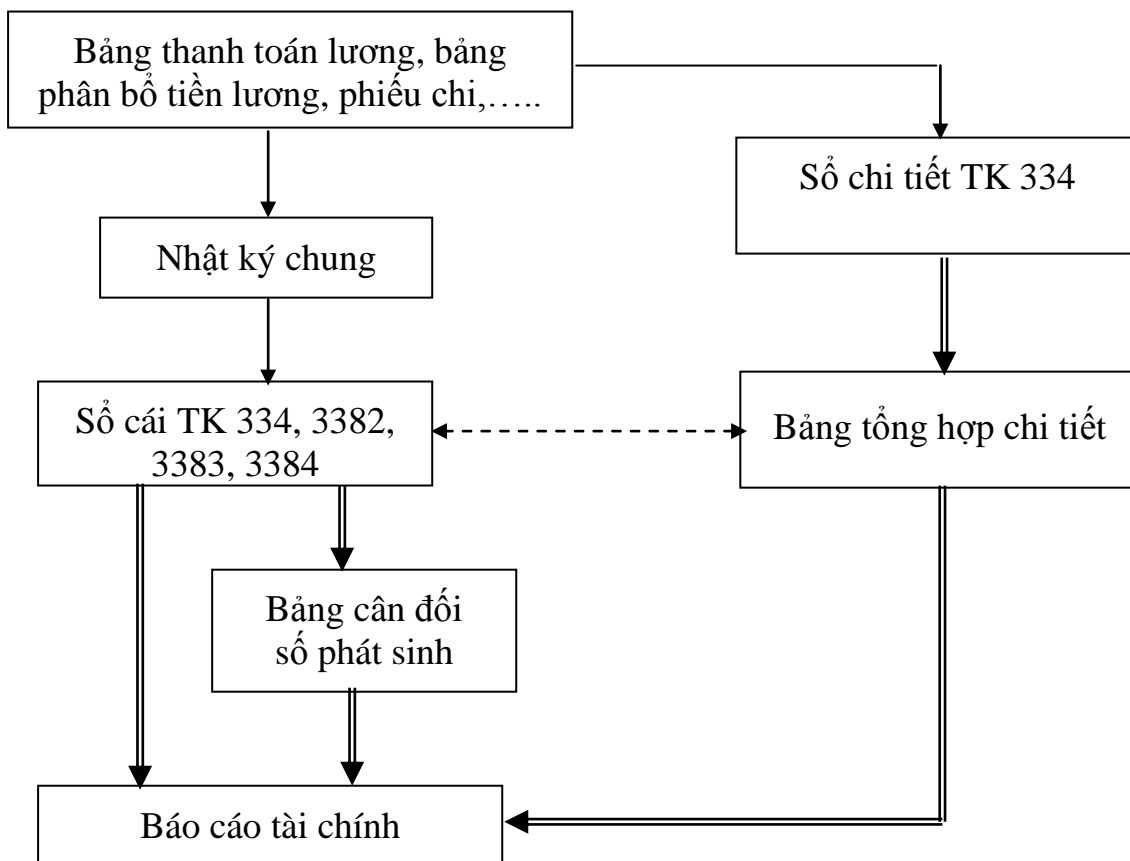 Bảng thanh toán lương, bảng
phân bổ tiền lương, phiếu chi,…..
Sổ chi tiết TK 334
Nhật ký chung
Sổ cái TK 334, 3382,
3383, 3384
Bảng tổng hợp chi tiết
Bảng cân đối
số phát sinh
Báo cáo tài chính